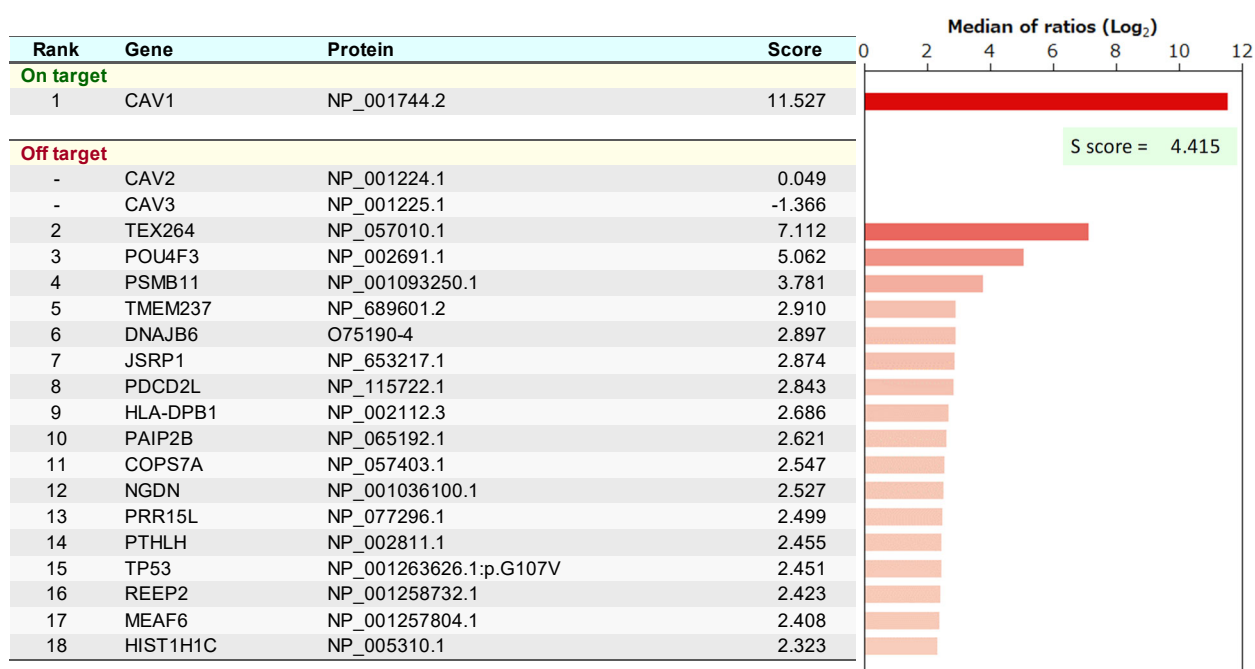 Median of ratios (Log2)
Rank Gene Protein Score 0 2 4 6 8 10 12
On target
1 CAV1 NP_001744.2 11.527
S score = 4.415
Off target
- CAV2 NP_001224.1 0.049
- CAV3 NP_001225.1 -1.366
2 TEX264 NP_057010.1 7.112
3 POU4F3 NP_002691.1 5.062
4 PSMB11 NP_001093250.1 3.781
5 TMEM237 NP_689601.2 2.910
6 DNAJB6 O75190-4 2.897
7 JSRP1 NP_653217.1 2.874
8 PDCD2L NP_115722.1 2.843
9 HLA-DPB1 NP_002112.3 2.686
10 PAIP2B NP_065192.1 2.621
11 COPS7A NP_057403.1 2.547
12 NGDN NP_001036100.1 2.527
13 PRR15L NP_077296.1 2.499
14 PTHLH NP_002811.1 2.455
15 TP53 NP_001263626.1:p.G107V 2.451
16 REEP2 NP_001258732.1 2.423
17 MEAF6 NP_001257804.1 2.408
18 HIST1H1C NP_005310.1 2.323